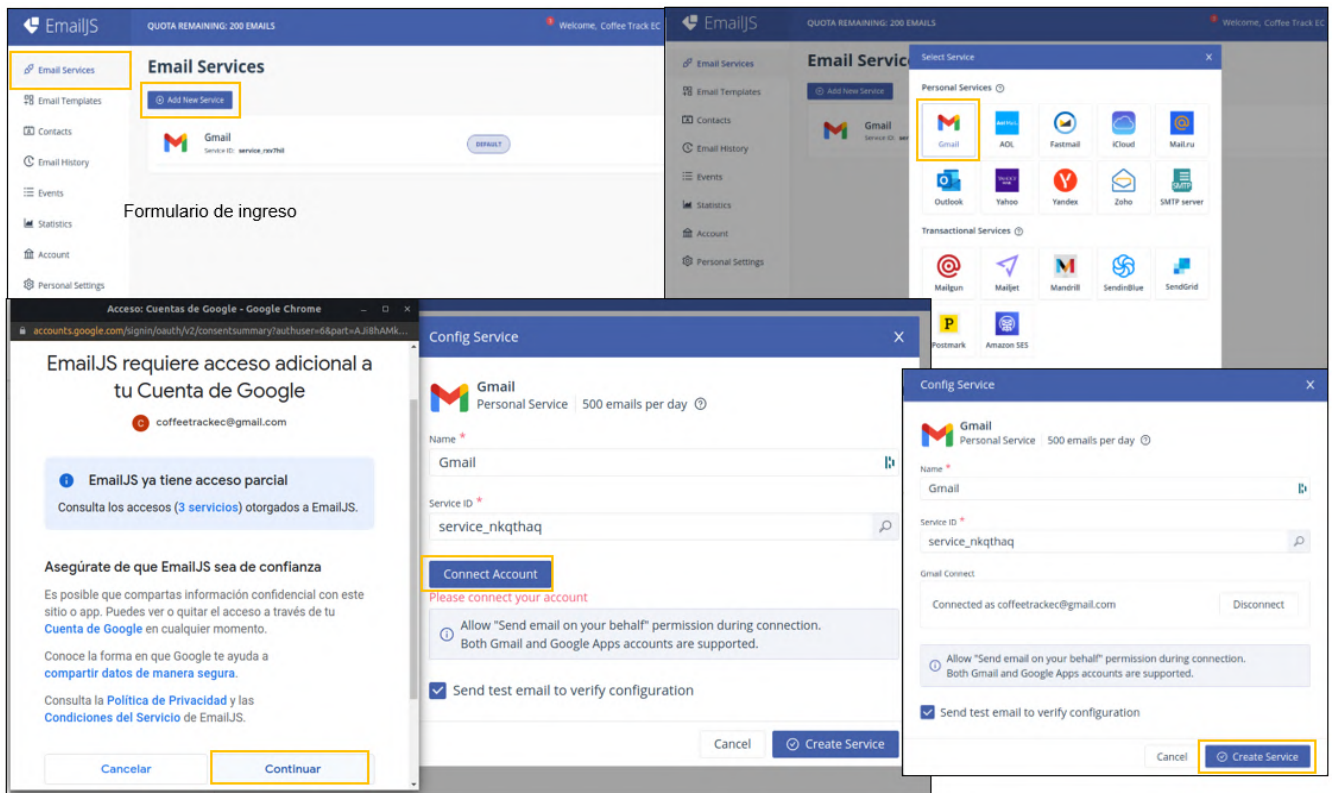 EmailJS
QUOTA REMAINING: 200 EMAILS
Welcome, Coffee Track EC
Email Services
Email Templates
Contacts
Email History
Events
Statistics
Account
Personal Settings
Email Services
Add New Service
Gmail
Service ID: service_rxv7hil
DEFAULT
Formulario de ingreso
EmailJS
QUOTA REMAINING: 200 EMAILS
Welcome, Coffee Track EC
Email Services
Email Templates
Contacts
Email History
Events
Statistics
Account
Personal Settings
Email Servic
Add New Service
Gmail
Service ID: ser
Select Service X
Personal Services
Gmail AOL Fastmail iCloud Mail.ru
Outlook Yahoo Yandex Zoho SMTP server
Transactional Services
Mailgun Mailjet Mandrill SendinBlue SendGrid
Postmark Amazon SES
Acceso: Cuentas de Google - Google Chrome
accounts.google.com/signin/oauth/v2/consentsummary?authuser=6&part=AJi8hAMk...
EmailJS requiere acceso adicional a
tu Cuenta de Google
C coffeetrackec@gmail.com
EmailJS ya tiene acceso parcial
Consulta los accesos (3 servicios) otorgados a EmailJS.
Asegúrate de que EmailJS sea de confianza
Es posible que compartas información confidencial con este
sitio o app. Puedes ver o quitar el acceso a través de tu
Cuenta de Google en cualquier momento.
Conoce la forma en que Google te ayuda a
compartir datos de manera segura.
Consulta la Política de Privacidad y las
Condiciones del Servicio de EmailJS.
Cancelar Continuar
Config Service X
Gmail
Personal Service 500 emails per day
Name *
Gmail
Service ID *
service_nkqthaq
Connect Account
Please connect your account
Allow "Send email on your behalf" permission during connection.
Both Gmail and Google Apps accounts are supported.
Send test email to verify configuration
Cancel Create Service
Config Service X
Gmail
Personal Service 500 emails per day
Name *
Gmail
Service ID *
service_nkqthaq
Gmail Connect
Connected as coffeetrackec@gmail.com Disconnect
Allow "Send email on your behalf" permission during connection.
Both Gmail and Google Apps accounts are supported.
Send test email to verify configuration
Cancel Create Service